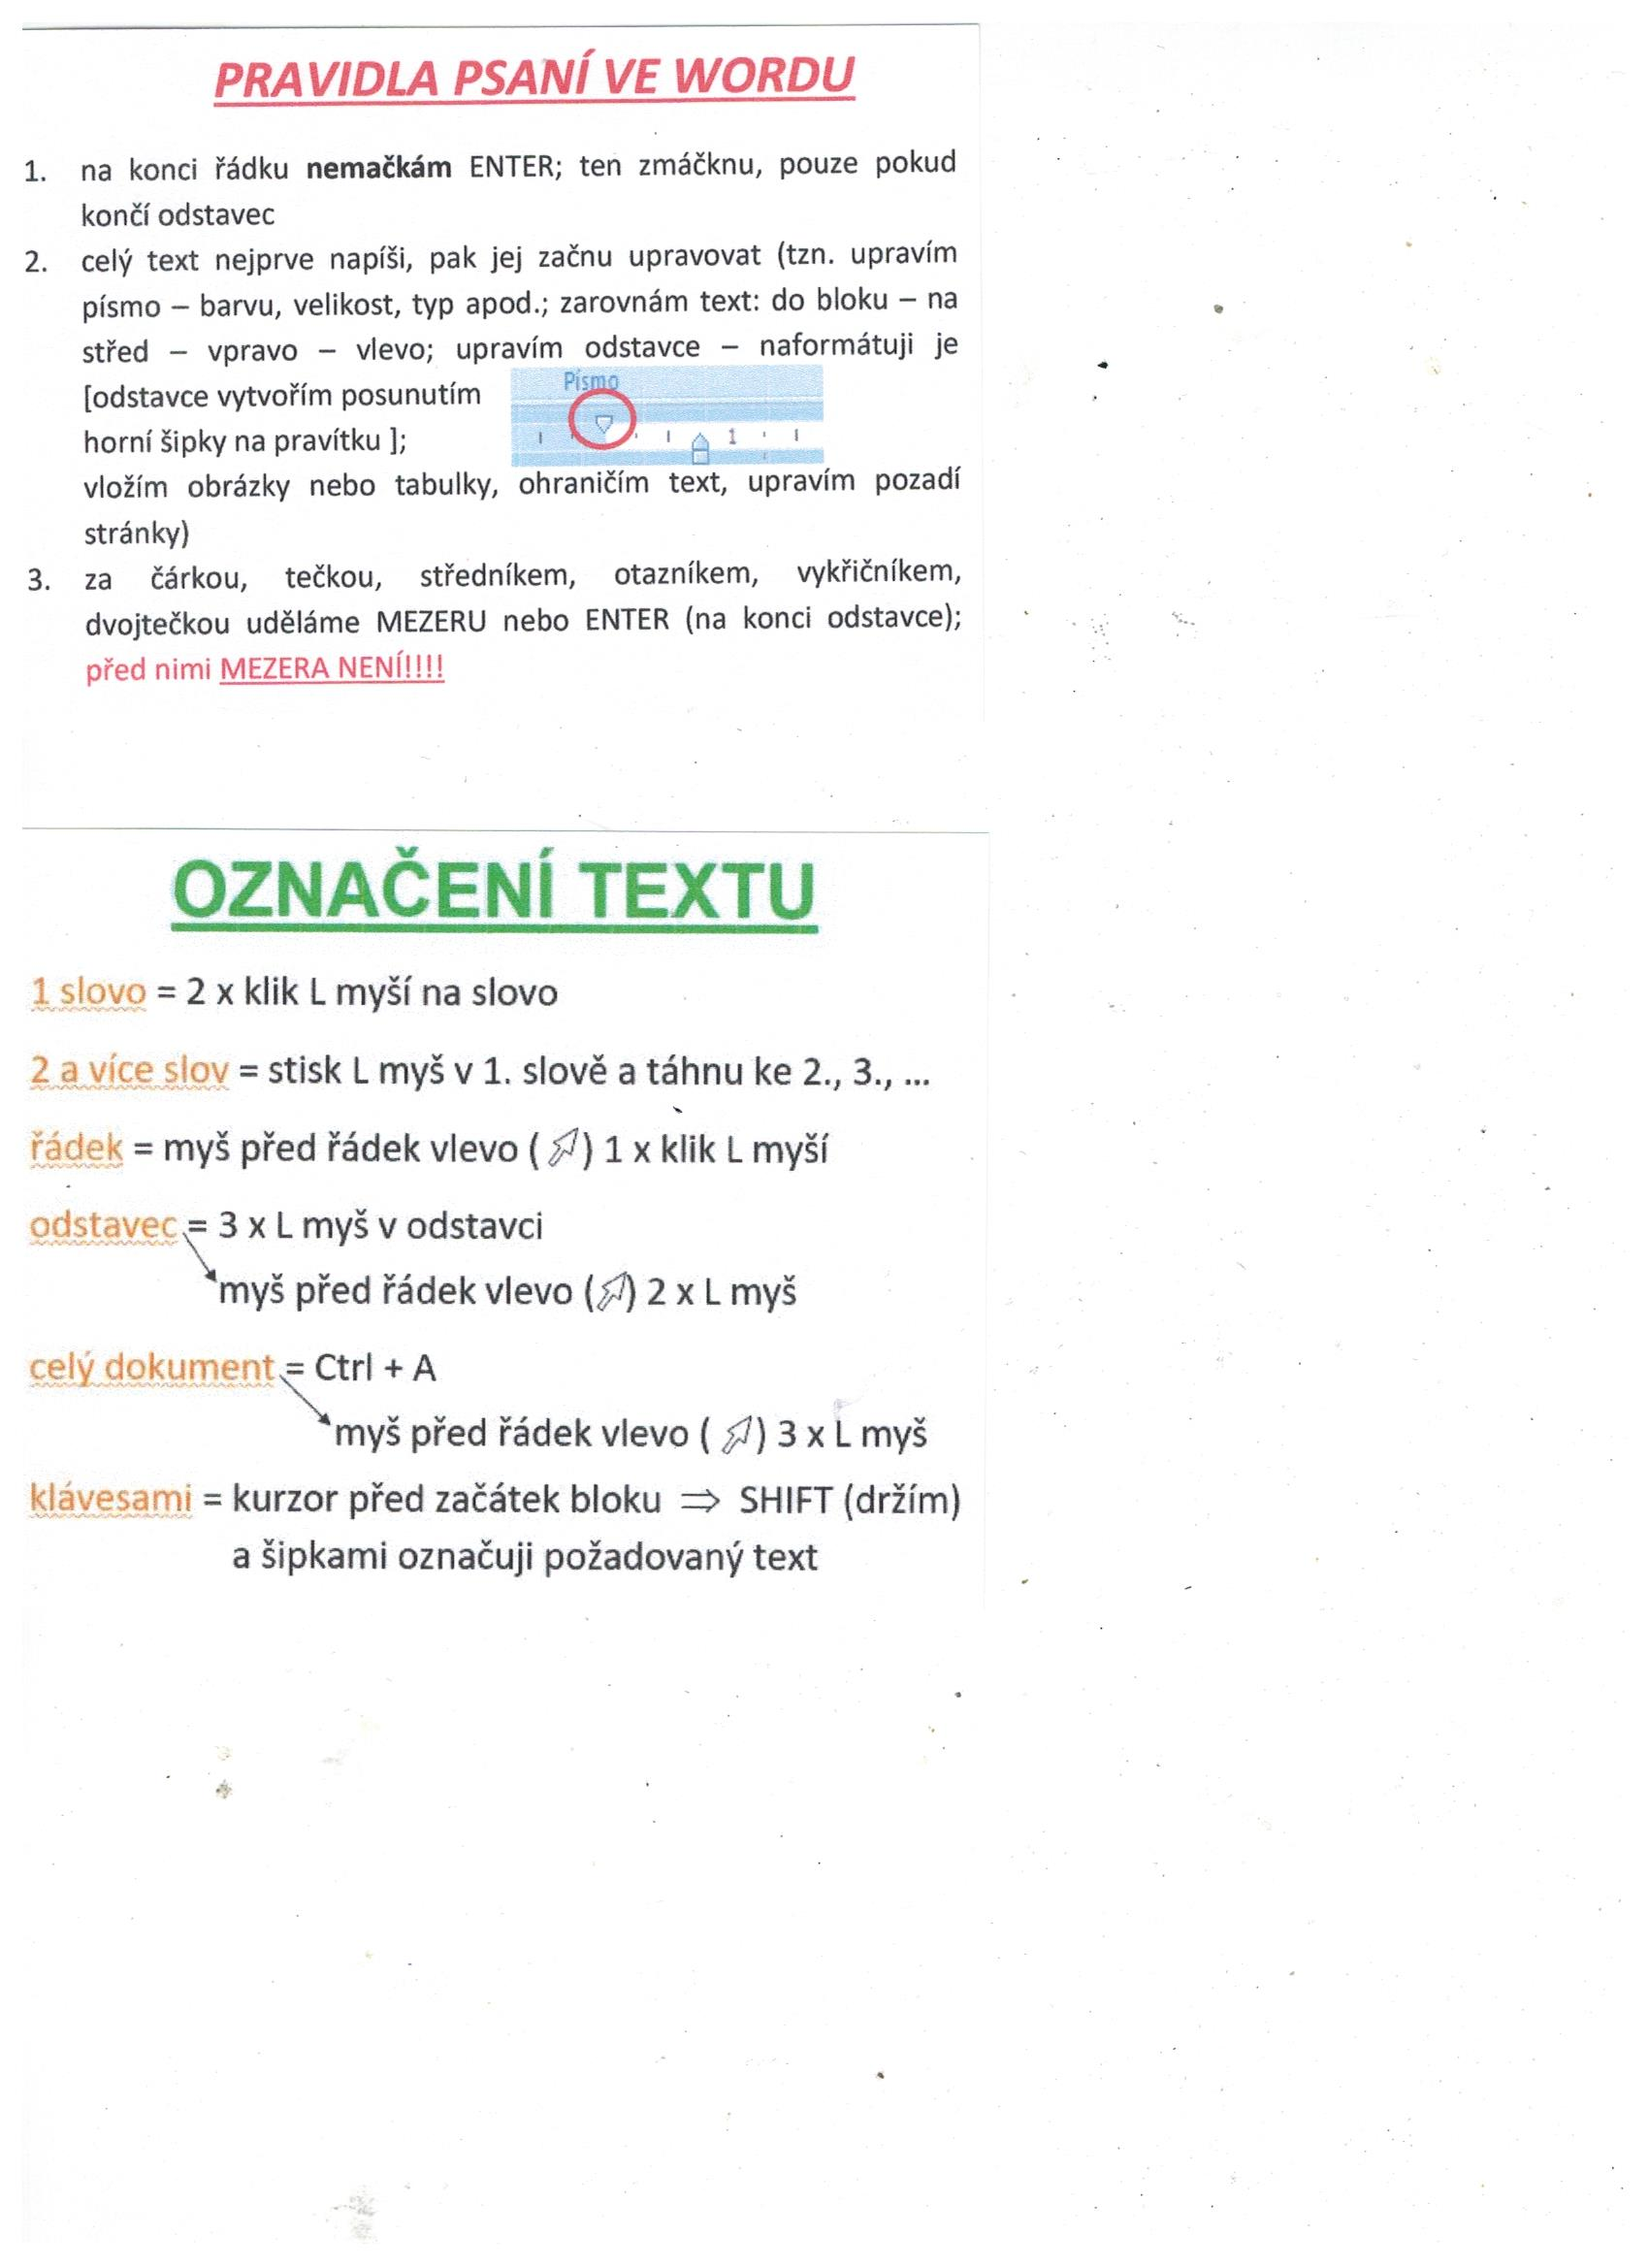 PRAVIDLA PSANÍ VE WORDU
1. na konci řádku nemačkám ENTER; ten zmáčknu, pouze pokud
končí odstavec
2. celý text nejprve napíši, pak jej začnu upravovat (tzn. upravím
písmo – barvu, velikost, typ apod.; zarovnám text: do bloku – na
střed – vpravo – vlevo; upravím odstavce – naformátuji je
[odstavce vytvořím posunutím
horní šipky na pravítku ];
Písmo
1
vložím obrázky nebo tabulky, ohraničím text, upravím pozadí
stránky)
3. za čárkou, tečkou, středníkem, otazníkem, vykřičníkem,
dvojtečkou uděláme MEZERU nebo ENTER (na konci odstavce);
před nimi MEZERA NENÍ!!!!
OZNAČENÍ TEXTU
1 slovo = 2 x klik L myší na slovo
2 a více slov = stisk L myš v 1. slově a táhnu ke 2., 3., ...
řádek = myš před řádek vlevo ( ) 1 x klik L myší
odstavec = 3 x L myš v odstavci
myš před řádek vlevo ( ) 2 x L myš
celý dokument = Ctrl + A
myš před řádek vlevo ( ) 3 x L myš
klávesami = kurzor před začátek bloku ⇒ SHIFT (držím)
a šipkami označuji požadovaný text